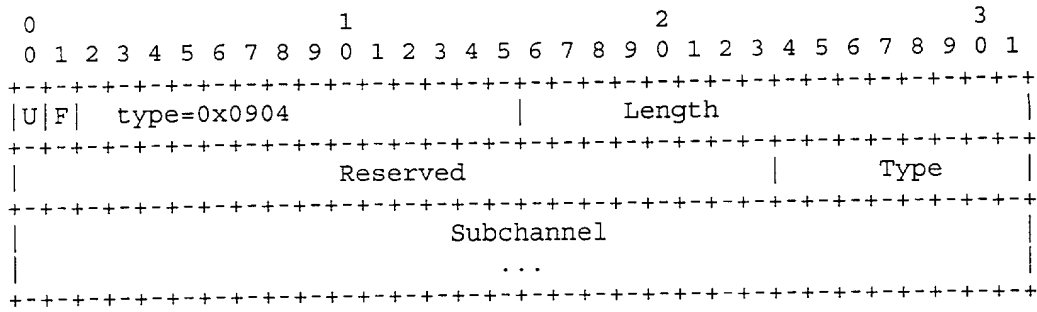 0                   1                   2                   3
0 1 2 3 4 5 6 7 8 9 0 1 2 3 4 5 6 7 8 9 0 1 2 3 4 5 6 7 8 9 0 1
+-+-+-+-+-+-+-+-+-+-+-+-+-+-+-+-+-+-+-+-+-+-+-+-+-+-+-+-+-+-+-+-+
|U|F|  type=0x0904              |       Length                  |
+-+-+-+-+-+-+-+-+-+-+-+-+-+-+-+-+-+-+-+-+-+-+-+-+-+-+-+-+-+-+-+-+
|                    Reserved                   |      Type     |
+-+-+-+-+-+-+-+-+-+-+-+-+-+-+-+-+-+-+-+-+-+-+-+-+-+-+-+-+-+-+-+-+
|                           Subchannel                          |
|                              ...                              |
+-+-+-+-+-+-+-+-+-+-+-+-+-+-+-+-+-+-+-+-+-+-+-+-+-+-+-+-+-+-+-+-+